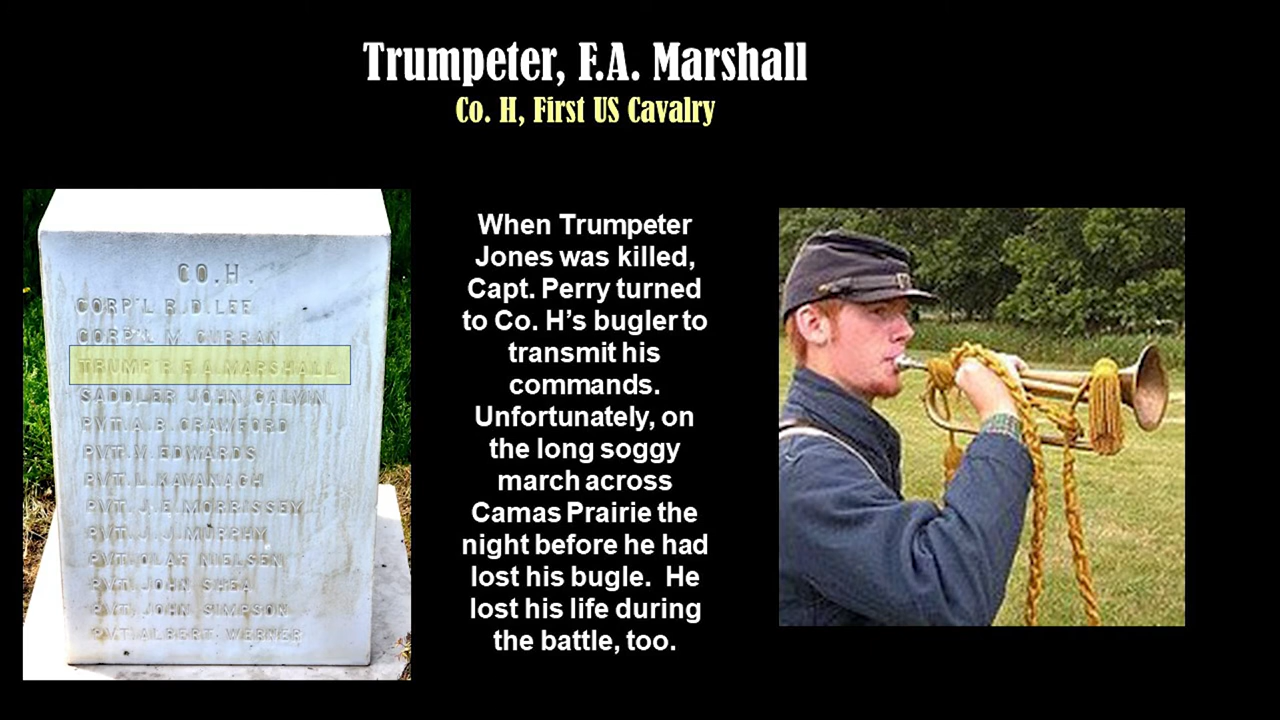 Trumpeter, F.A. Marshall
Co. H, First US Cavalry
CO. H.
CORP'L R.D. LEE
CORP'L M. CURRAN
TRUMP'R F. A. MARSHALL
SADDLER JOHN GALVIN
PVT. A. B. CRAWFORD
PVT. V. EDWARDS
PVT. L. KAVANAGH
PVT. J. E. MORRISSEY
PVT. J. J. MURPHY
PVT. OLAF NIELSEN
PVT. JOHN SHEA
PVT. JOHN SIMPSON
PVT. ALBERT WERNER
When Trumpeter
Jones was killed,
Capt. Perry turned
to Co. H’s bugler to
transmit his
commands.
Unfortunately, on
the long soggy
march across
Camas Prairie the
night before he had
lost his bugle.  He
lost his life during
the battle, too.